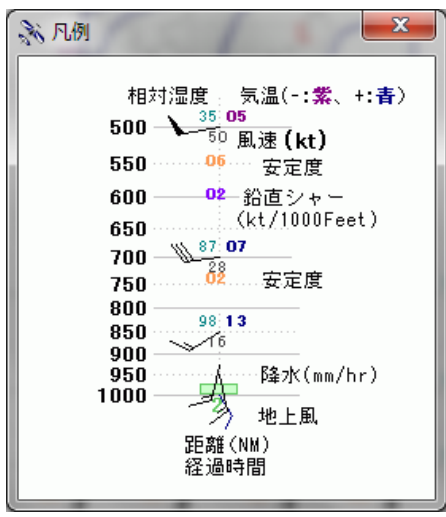 凡例
相対湿度 気温(-:紫、+:青)
35 05
500
50 風速(kt)
550 06 安定度
600 02 鉛直シャー
(kt/1000Feet)
650
87 07
700
28
750 02 安定度
800
98 13
850
16
900
950 降水(mm/hr)
1000
2 地上風
距離(NM)
経過時間